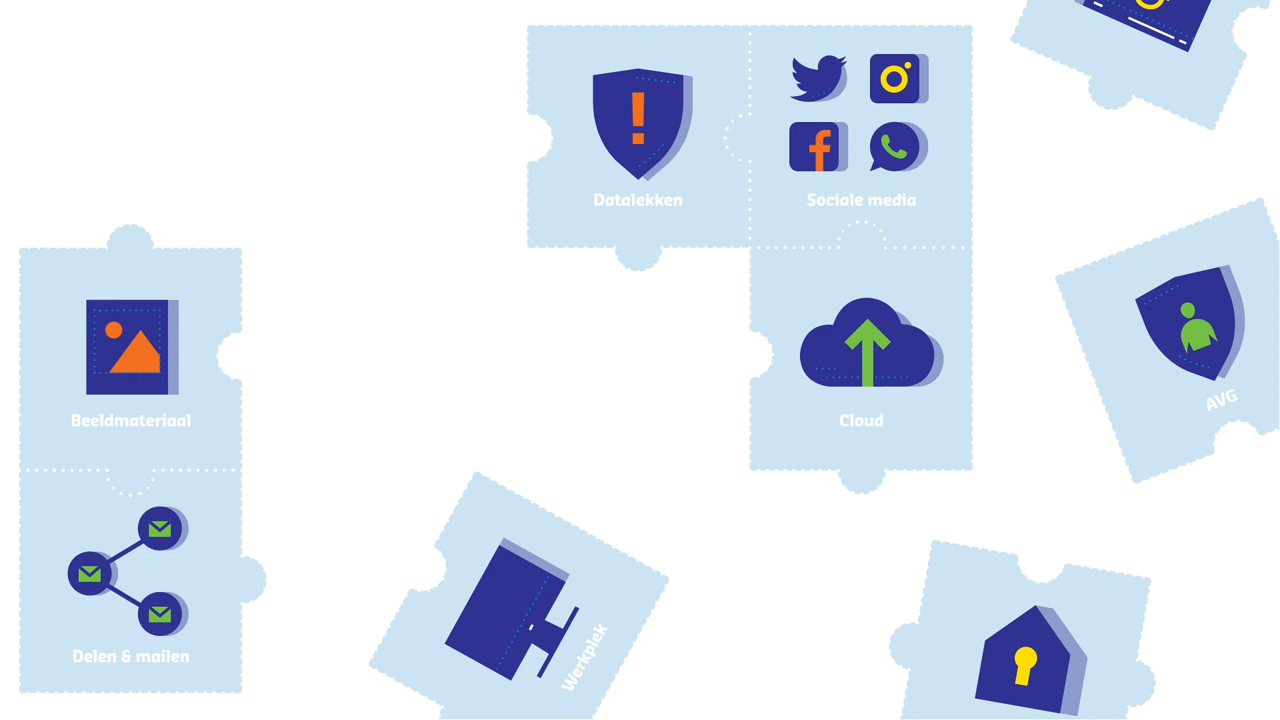 Datalekken
Sociale media
AVG
Beeldmateriaal
Cloud
Delen & mailen
Werkplek